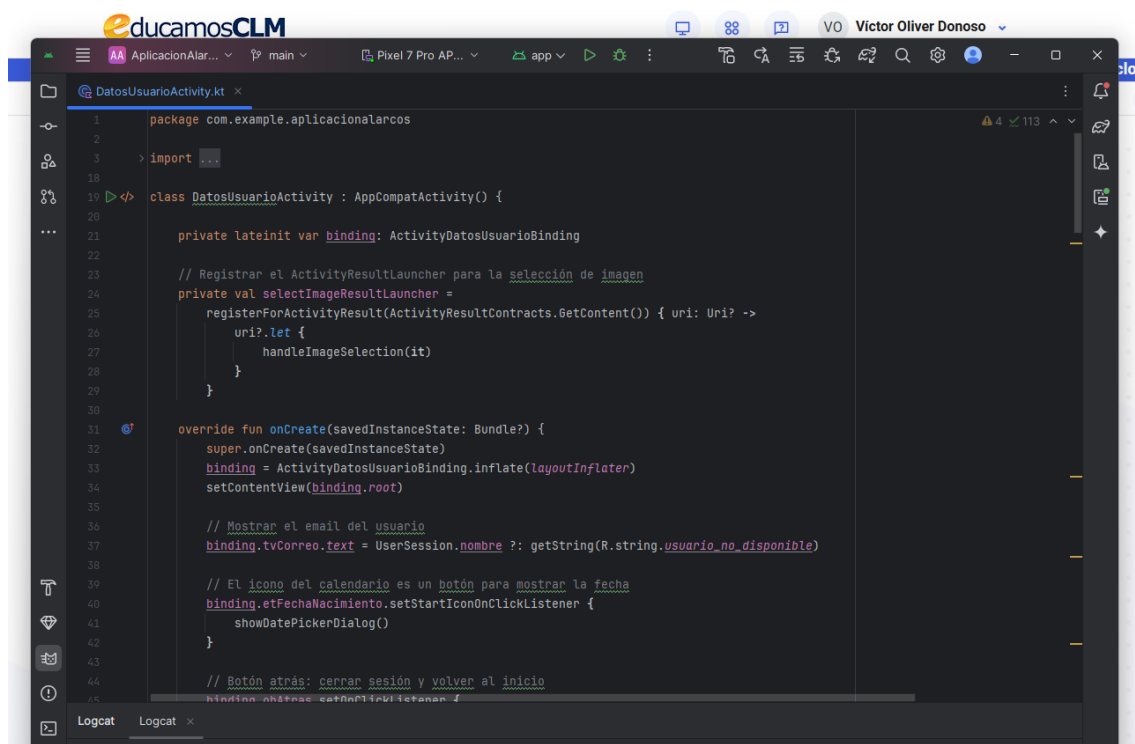 educamosCLM
VO Víctor Oliver Donoso
AA AplicacionAlar... main Pixel 7 Pro AP... app
clo
DatosUsuarioActivity.kt
1 package com.example.aplicacionalarcos
4 113
2
3 import ...
18
19 class DatosUsuarioActivity : AppCompatActivity() {
20
21 private lateinit var binding: ActivityDatosUsuarioBinding
22
23 // Registrar el ActivityResultLauncher para la selección de imagen
24 private val selectImageResultLauncher =
25 registerForActivityResult(ActivityResultContracts.GetContent()) { uri: Uri? ->
26 uri?.let {
27 handleImageSelection(it)
28 }
29 }
30
31 override fun onCreate(savedInstanceState: Bundle?) {
32 super.onCreate(savedInstanceState)
33 binding = ActivityDatosUsuarioBinding.inflate(layoutInflater)
34 setContentView(binding.root)
35
36 // Mostrar el email del usuario
37 binding.tvCorreo.text = UserSession.nombre ?: getString(R.string.usuario_no_disponible)
38
39 // El icono del calendario es un botón para mostrar la fecha
40 binding.etFechaNacimiento.setStartIconOnClickListener {
41 showDatePickerDialog()
42 }
43
44 // Botón atrás: cerrar sesión y volver al inicio
45 binding.obAtras.setOnClickListener {
Logcat Logcat